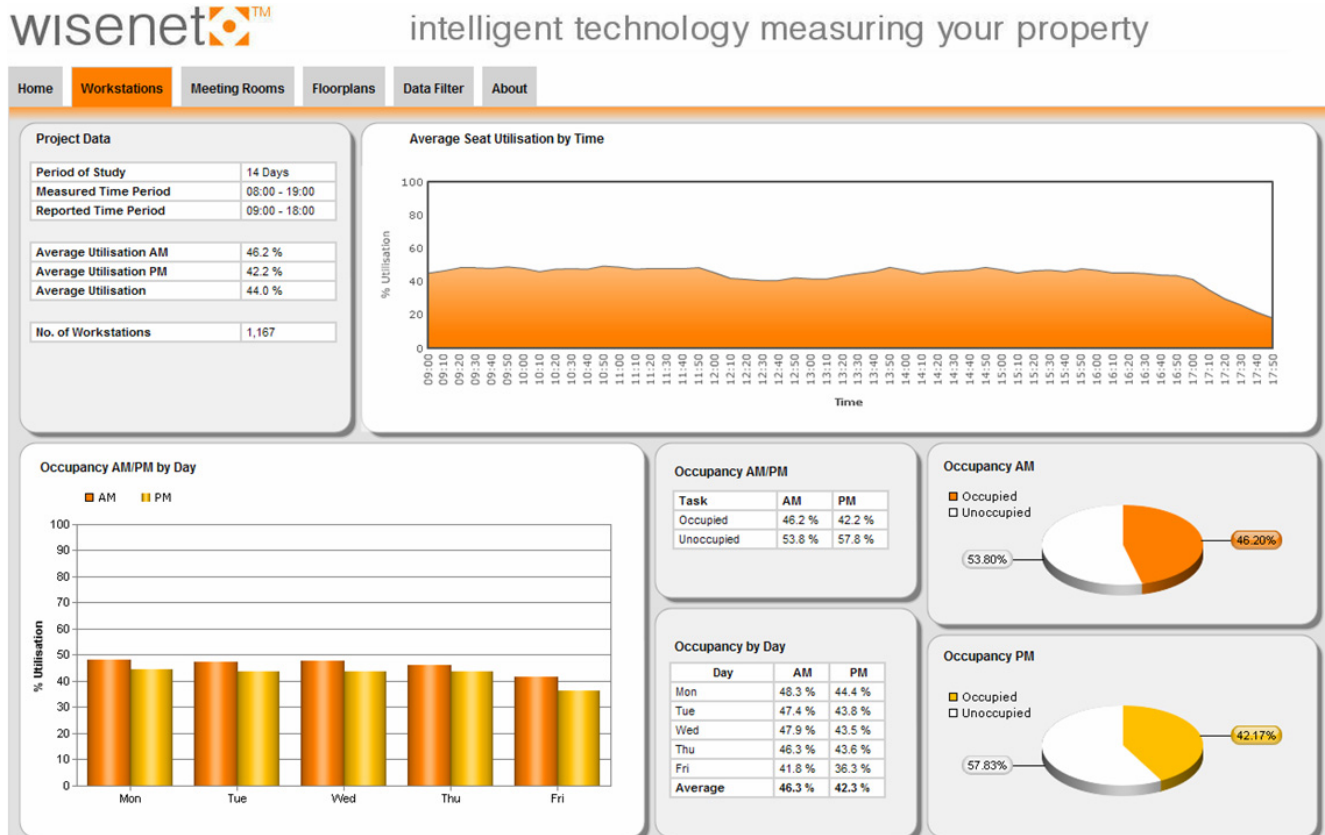 wisenet™
intelligent technology measuring your property
Home Workstations Meeting Rooms Floorplans Data Filter About
Project Data
Period of Study 14 Days
Measured Time Period 08:00 - 19:00
Reported Time Period 09:00 - 18:00
Average Utilisation AM 46.2 %
Average Utilisation PM 42.2 %
Average Utilisation 44.0 %
No. of Workstations 1,167
Average Seat Utilisation by Time
% Utilisation
100
80
60
40
20
0
09:00 09:10 09:20 09:30 09:40 09:50 10:00 10:10 10:20 10:30 10:40 10:50 11:00 11:10 11:20 11:30 11:40 11:50 12:00 12:10 12:20 12:30 12:40 12:50 13:00 13:10 13:20 13:30 13:40 13:50 14:00 14:10 14:20 14:30 14:40 14:50 15:00 15:10 15:20 15:30 15:40 15:50 16:00 16:10 16:20 16:30 16:40 16:50 17:00 17:10 17:20 17:30 17:40 17:50
Time
Occupancy AM/PM by Day
AM PM
% Utilisation
100
90
80
70
60
50
40
30
20
10
0
Mon Tue Wed Thu Fri
Occupancy AM/PM
Task AM PM
Occupied 46.2 % 42.2 %
Unoccupied 53.8 % 57.8 %
Occupancy by Day
Day AM PM
Mon 48.3 % 44.4 %
Tue 47.4 % 43.8 %
Wed 47.9 % 43.5 %
Thu 46.3 % 43.6 %
Fri 41.8 % 36.3 %
Average 46.3 % 42.3 %
Occupancy AM
Occupied
Unoccupied
46.20%
53.80%
Occupancy PM
Occupied
Unoccupied
42.17%
57.83%